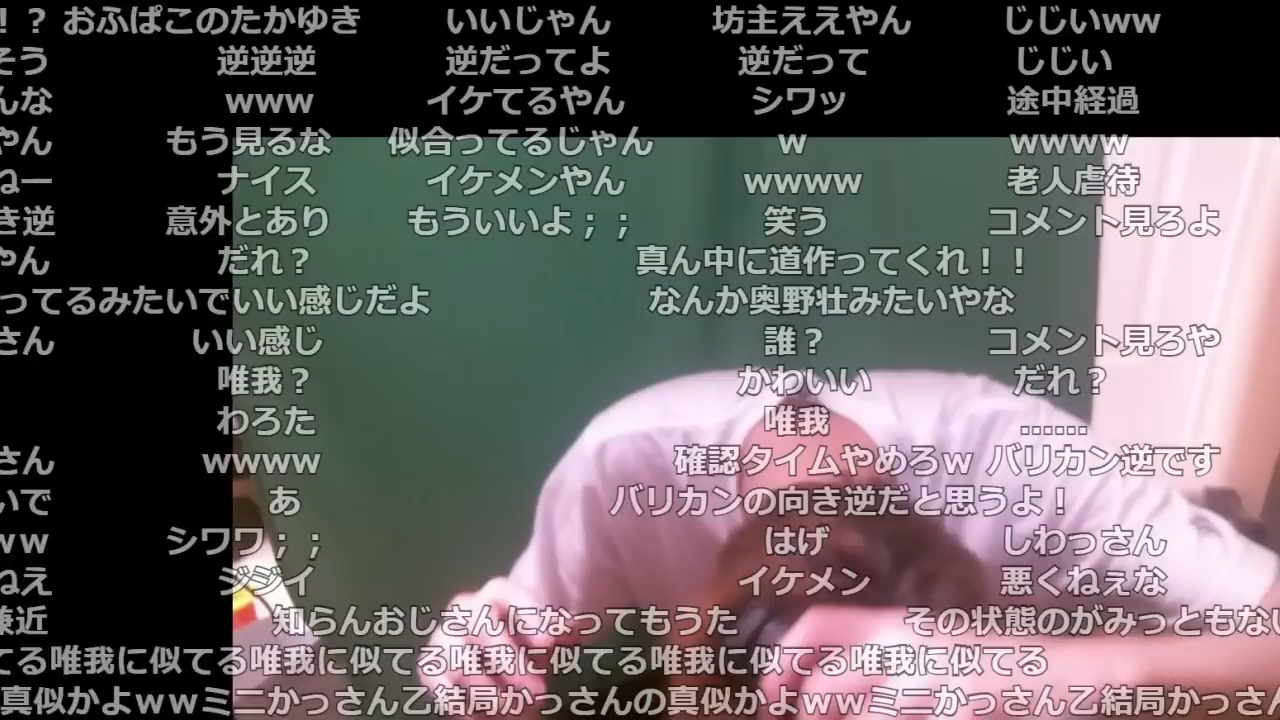 ！？ おふぱこのたかゆき いいじゃん 坊主ええやん じじいww
そう 逆逆逆 逆だってよ 逆だって じじい
んな www イケてるやん シワッ 途中経過
やん もう見るな 似合ってるじゃん w wwww
ねー ナイス イケメンやん wwww 老人虐待
き逆 意外とあり もういいよ；； 笑う コメント見ろよ
やん だれ？ 真ん中に道作ってくれ！！
ってるみたいでいい感じだよ なんか奥野壮みたいやな
さん いい感じ 誰？ コメント見ろや
唯我？ かわいい だれ？
わろた 唯我 ……
さん wwww 確認タイムやめろw バリカン逆です
いで あ バリカンの向き逆だと思うよ！
ww シワワ；； はげ しわっさん
ねえ ジジイ イケメン 悪くねぇな
兼近 知らんおじさんになってもうた その状態のがみっともない
てる唯我に似てる唯我に似てる唯我に似てる唯我に似てる唯我に似てる
真似かよwwミニかっさん乙結局かっさんの真似かよwwミニかっさん乙結局かっさん